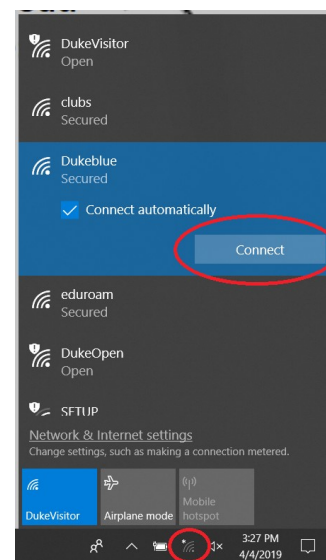 DukeVisitor
Open
clubs
Secured
Dukeblue
Secured
Connect automatically
Connect
eduroam
Secured
DukeOpen
Open
SETUP
Network & Internet settings
Change settings, such as making a connection metered.
DukeVisitor
Airplane mode
Mobile
hotspot
3:27 PM
4/4/2019